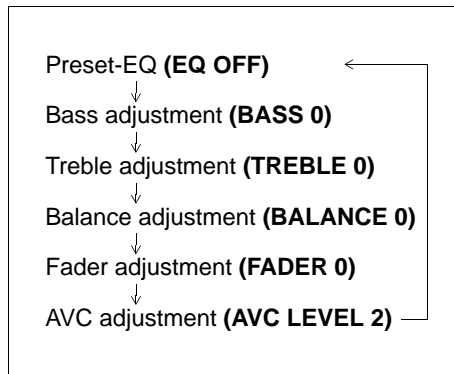 Preset-EQ (EQ OFF)
Bass adjustment (BASS 0)
Treble adjustment (TREBLE 0)
Balance adjustment (BALANCE 0)
Fader adjustment (FADER 0)
AVC adjustment (AVC LEVEL 2)